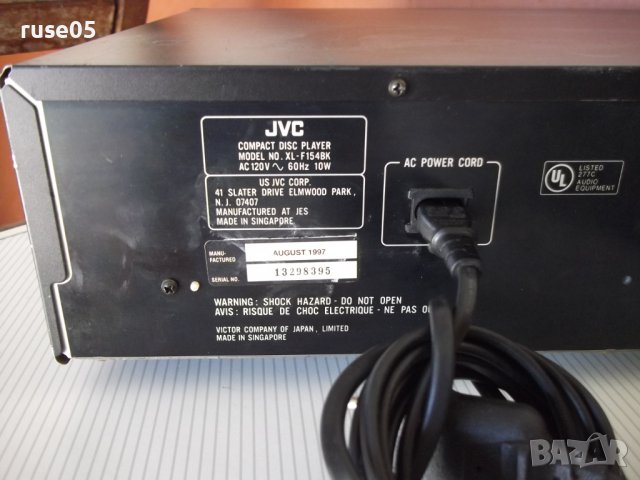 ruse05
JVC
COMPACT DISC PLAYER
MODEL NO. XL-F154BK
AC 120V ∿ 60Hz 10W
US JVC CORP.
41 SLATER DRIVE ELMWOOD PARK,
N. J. 07407
MANUFACTURED AT JES
MADE IN SINGAPORE
MANU-
FACTURED
AUGUST 1997
SERIAL NO.
13298395
WARNING : SHOCK HAZARD - DO NOT OPEN
AVIS : RISQUE DE CHOC ELECTRIQUE - NE PAS
VICTOR COMPANY OF JAPAN, LIMITED
MADE IN SINGAPORE
AC POWER CORD
UL
LISTED
277C
AUDIO
EQUIPMENT
BAZAR